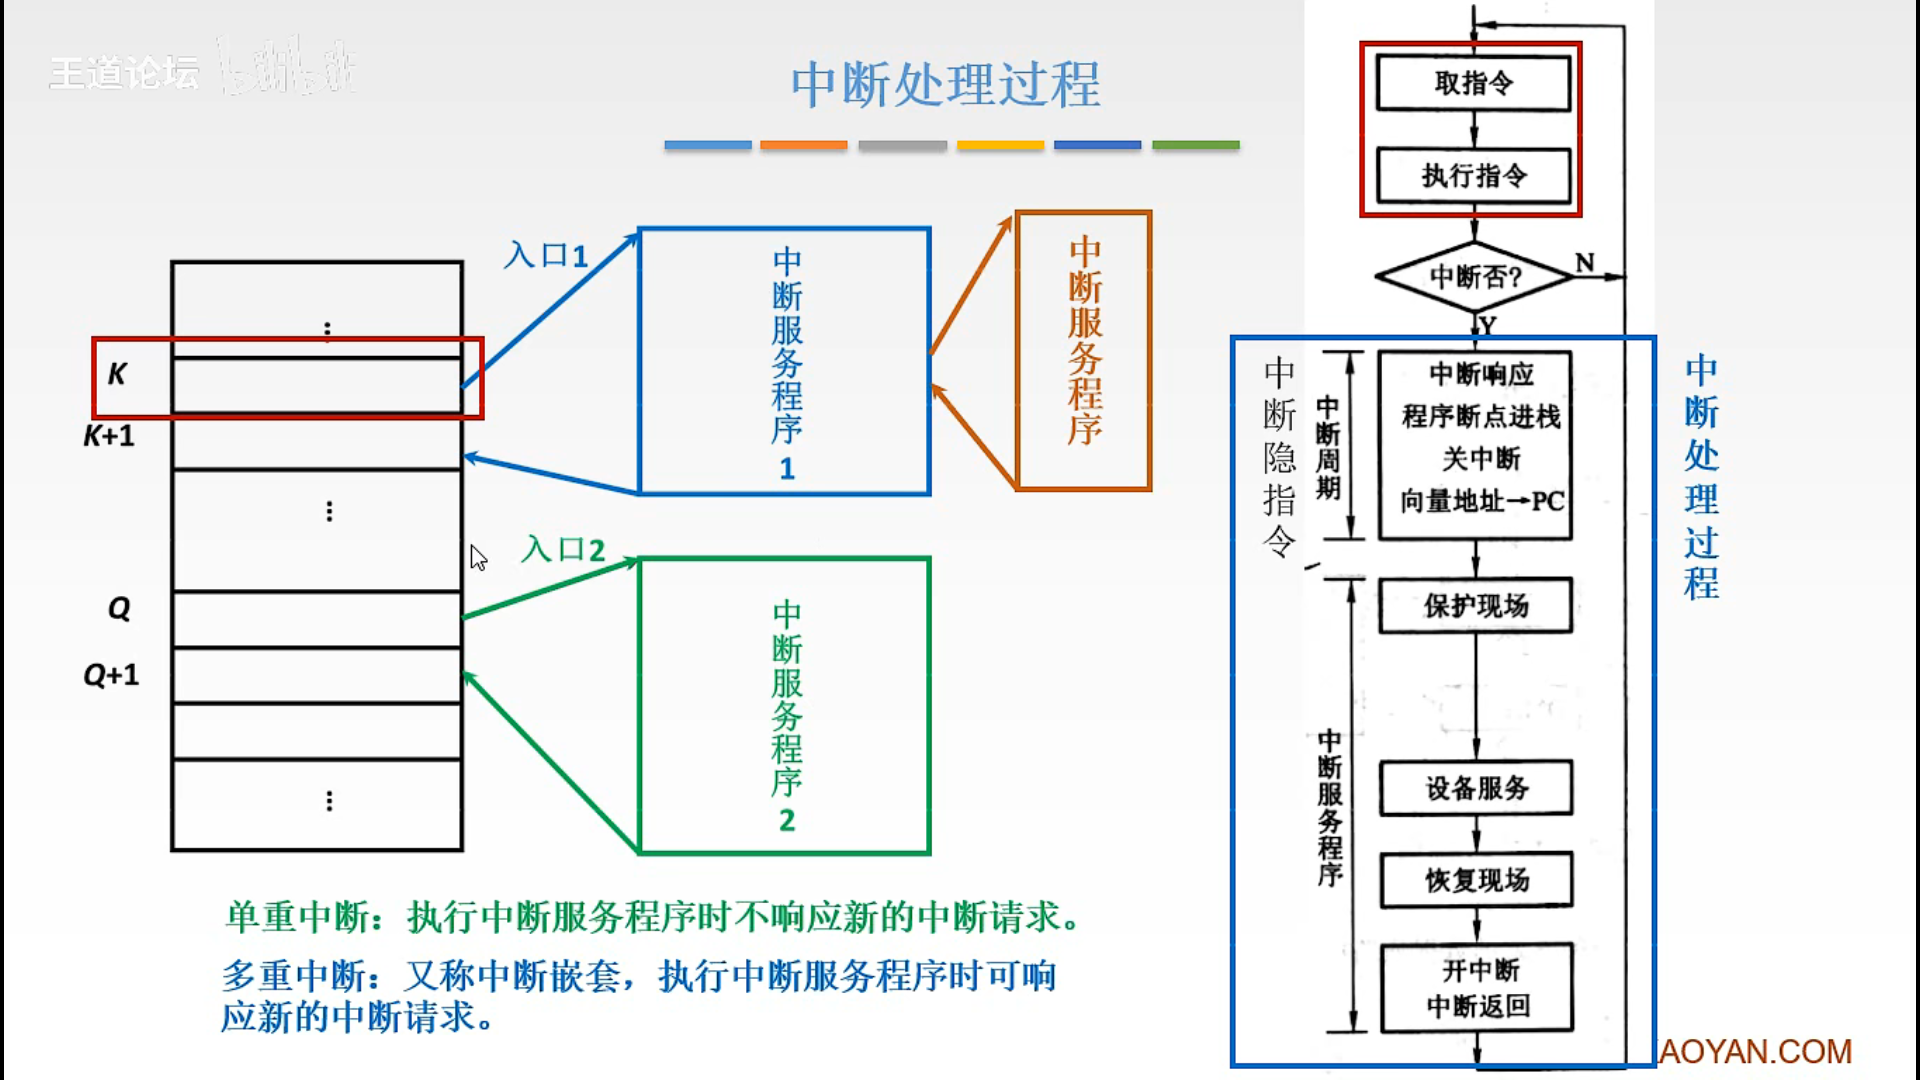 王道论坛 bilibili
中断处理过程
入口1
中断服务程序1
中断服务程序
⋮
K
K+1
⋮
入口2
中断服务程序2
Q
Q+1
⋮
单重中断：执行中断服务程序时不响应新的中断请求。
多重中断：又称中断嵌套，执行中断服务程序时可响
应新的中断请求。
取指令
执行指令
中断否?
N
Y
中断隐指令
中断周期
中断响应
程序断点进栈
关中断
向量地址→PC
中断处理过程
中断服务程序
保护现场
设备服务
恢复现场
开中断
中断返回
AOYAN.COM